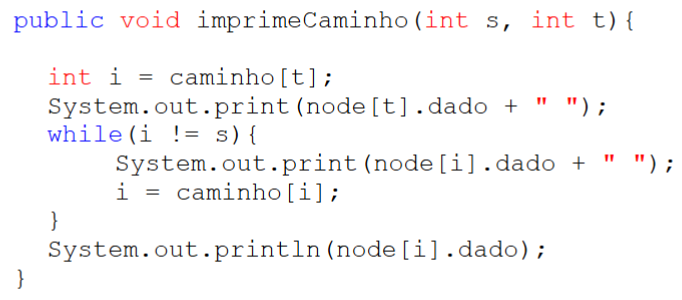 public void imprimeCaminho(int s, int t){
int i = caminho[t];
System.out.print(node[t].dado + " ");
while(i != s){
System.out.print(node[i].dado + " ");
i = caminho[i];
}
System.out.println(node[i].dado);
}